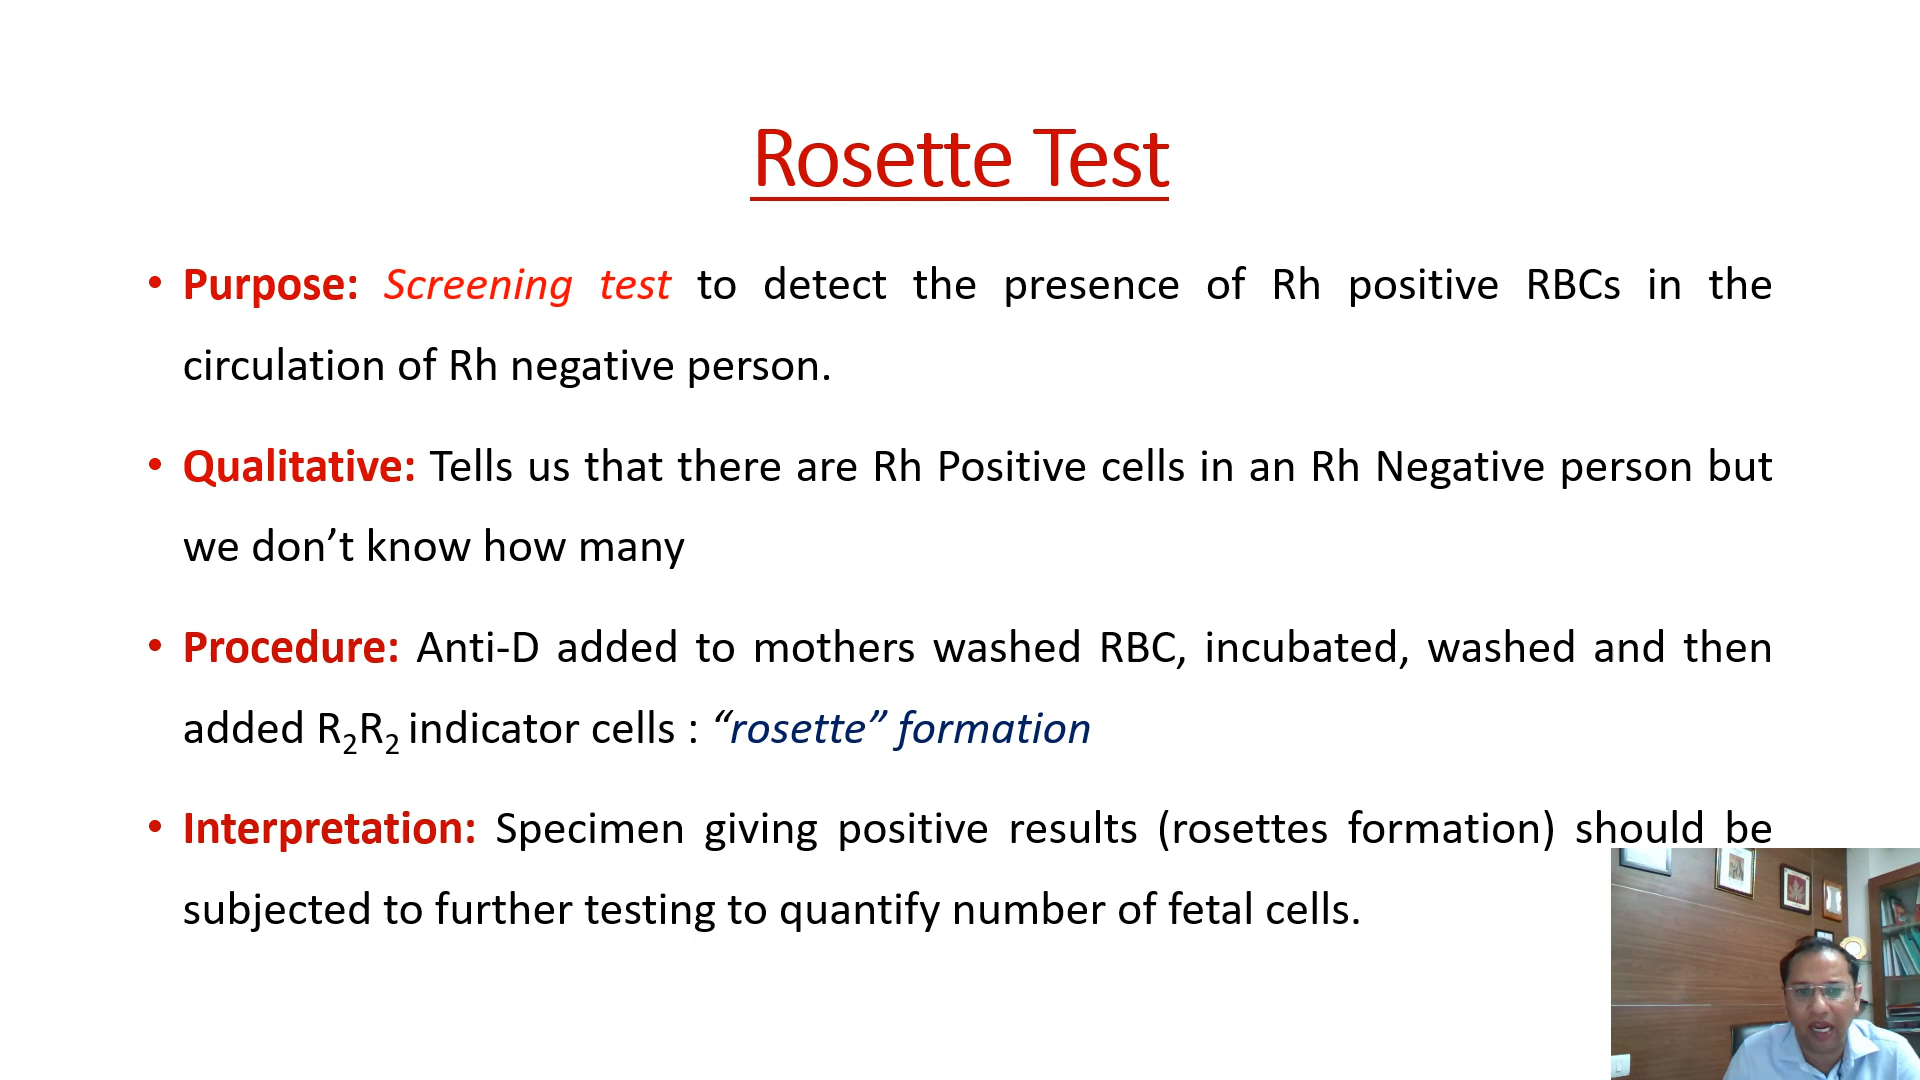 Rosette Test
• Purpose: Screening test to detect the presence of Rh positive RBCs in the
circulation of Rh negative person.
• Qualitative: Tells us that there are Rh Positive cells in an Rh Negative person but
we don’t know how many
• Procedure: Anti-D added to mothers washed RBC, incubated, washed and then
added R₂R₂ indicator cells : “rosette” formation
• Interpretation: Specimen giving positive results (rosettes formation) should be
subjected to further testing to quantify number of fetal cells.